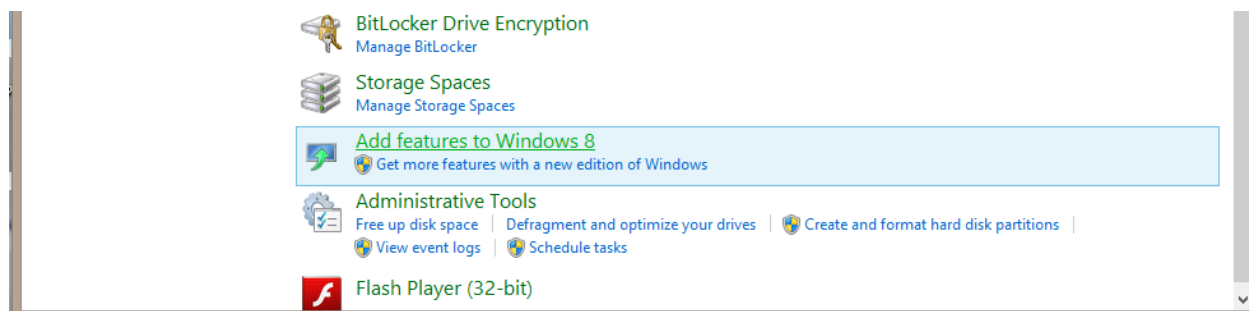 BitLocker Drive Encryption
Manage BitLocker
Storage Spaces
Manage Storage Spaces
Add features to Windows 8
Get more features with a new edition of Windows
Administrative Tools
Free up disk space | Defragment and optimize your drives | Create and format hard disk partitions |
View event logs | Schedule tasks
Flash Player (32-bit)